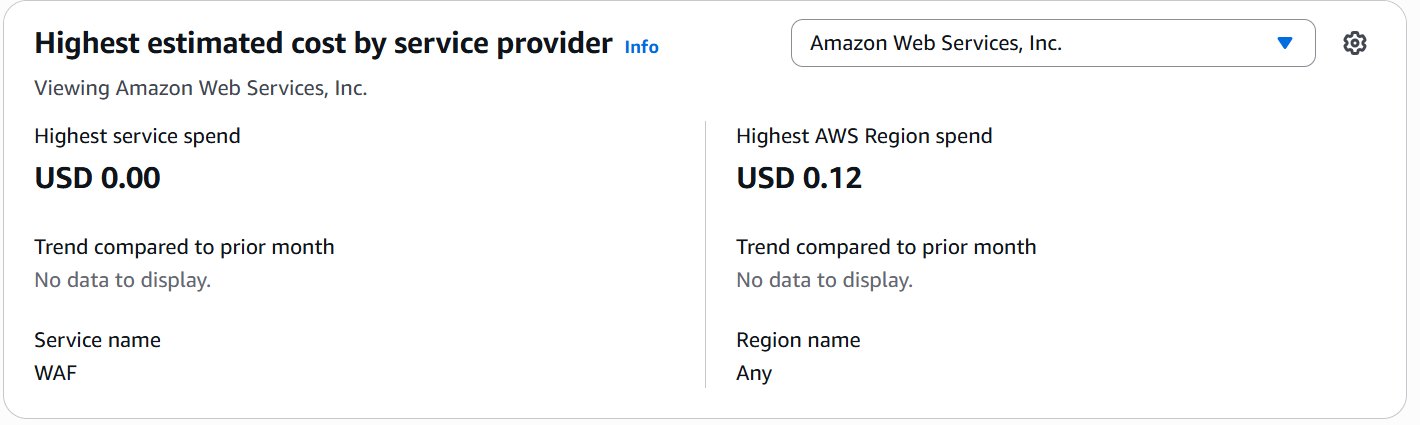 Highest estimated cost by service provider Info
Amazon Web Services, Inc.
Viewing Amazon Web Services, Inc.
Highest service spend
USD 0.00
Trend compared to prior month
No data to display.
Service name
WAF
Highest AWS Region spend
USD 0.12
Trend compared to prior month
No data to display.
Region name
Any